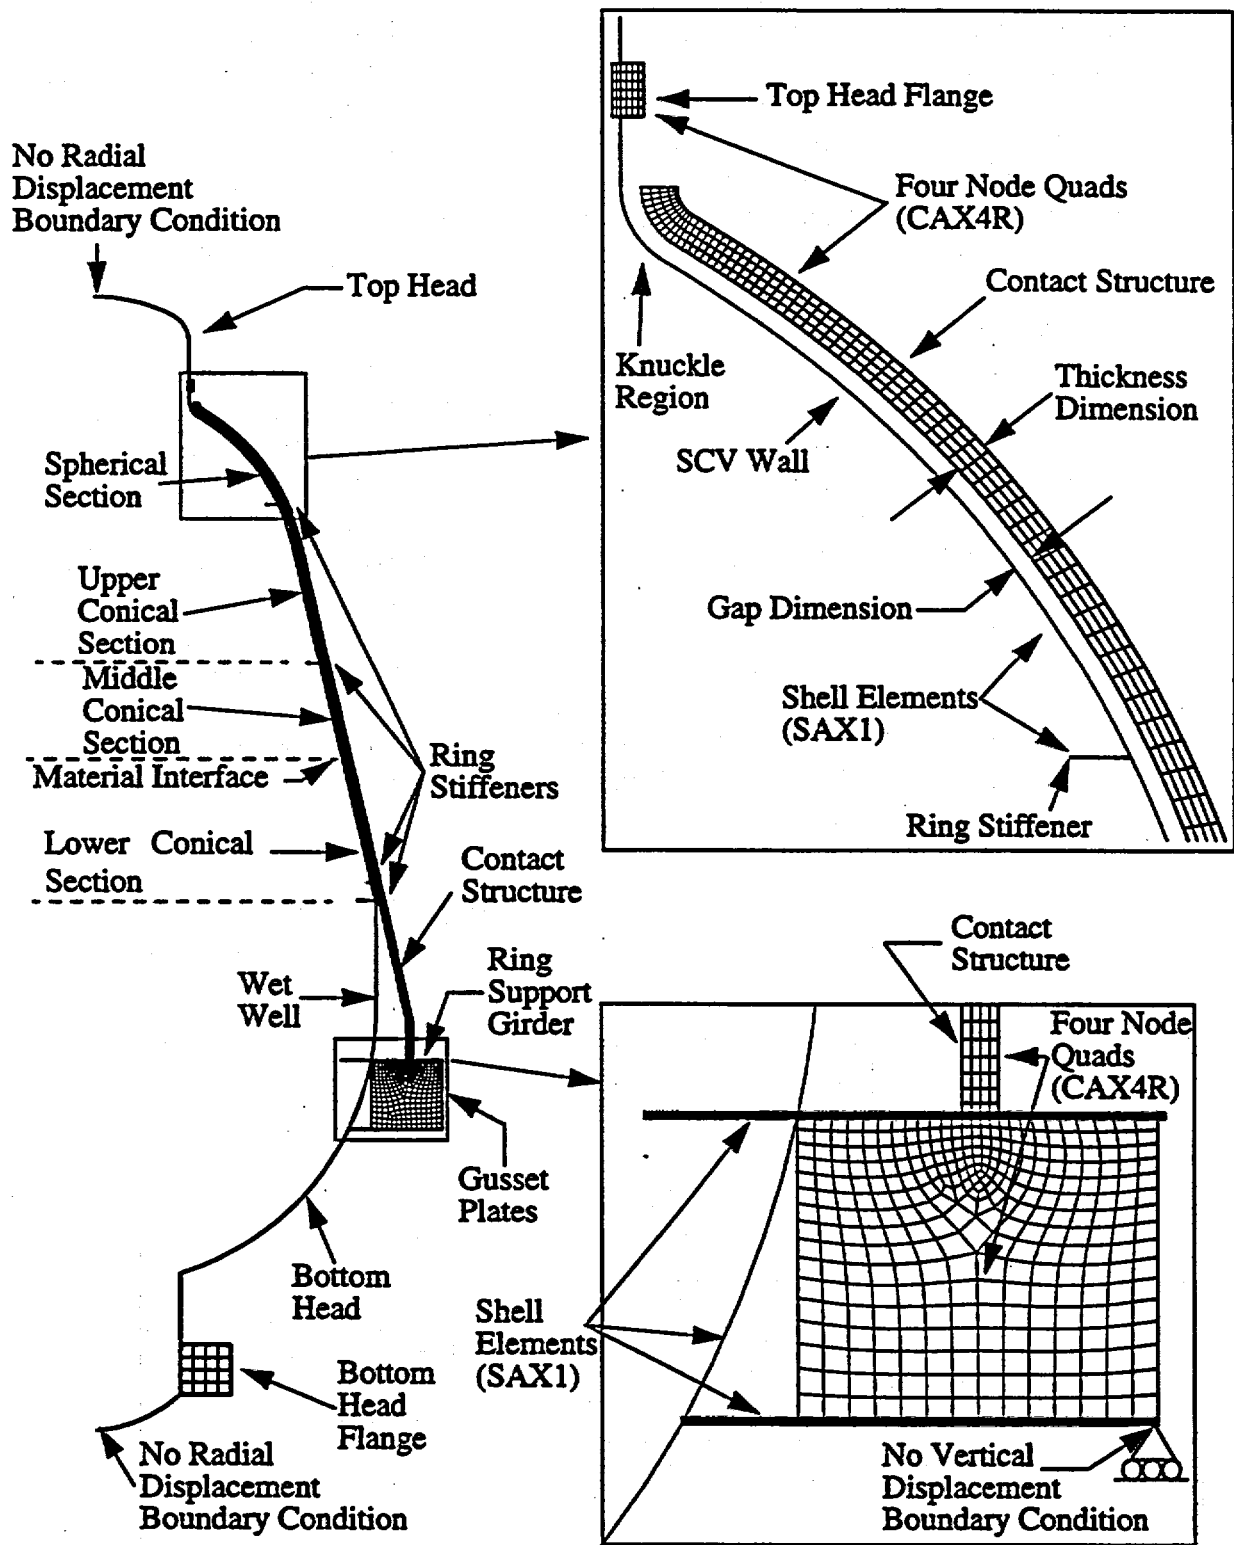 No Radial
Displacement
Boundary Condition
Top Head
Spherical
Section
Upper
Conical
Section
Middle
Conical
Section
Material Interface
Lower Conical
Section
Ring
Stiffeners
Contact
Structure
Wet
Well
Ring
Support
Girder
Gusset
Plates
Bottom
Head
Bottom
Head
Flange
No Radial
Displacement
Boundary Condition
Top Head Flange
Four Node Quads
(CAX4R)
Contact Structure
Knuckle
Region
Thickness
Dimension
SCV Wall
Gap Dimension
Shell Elements
(SAX1)
Ring Stiffener
Contact
Structure
Four Node
Quads
(CAX4R)
Shell
Elements
(SAX1)
No Vertical
Displacement
Boundary Condition